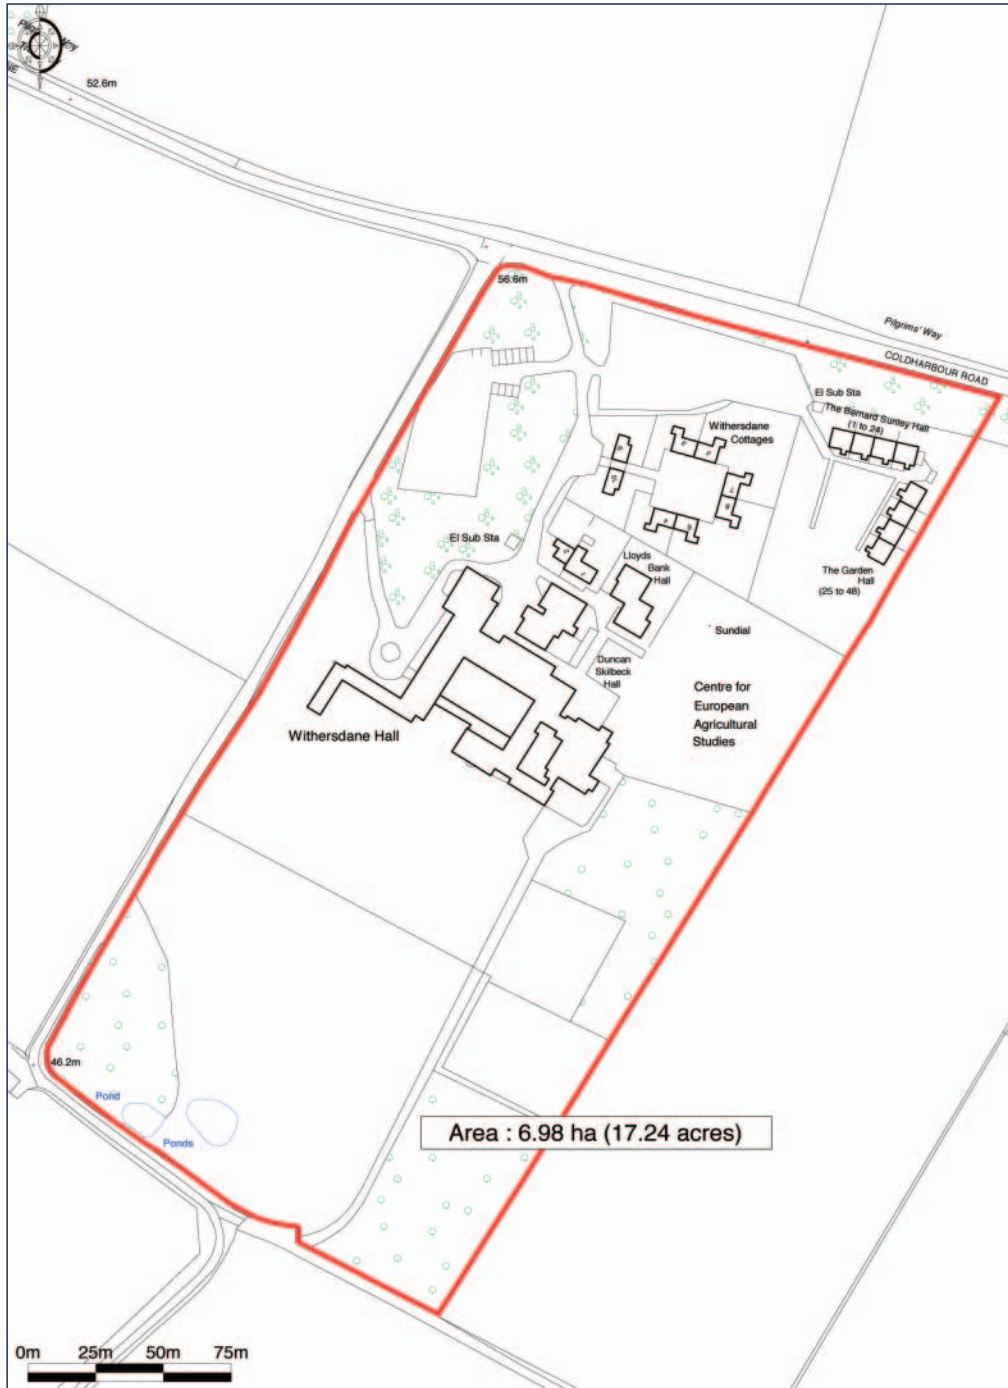 Pilgrims' Way
NE
52.6m
56.6m
Pilgrims' Way
COLDHARBOUR ROAD
El Sub Sta
The Bernard Sunley Hall
(1 to 24)
Withersdane
Cottages
El Sub Sta
Lloyds
Bank
Hall
The Garden
Hall
(25 to 48)
Sundial
Duncan
Skilbeck
Hall
Centre for
European
Agricultural
Studies
Withersdane Hall
46.2m
Pond
Ponds
Area : 6.98 ha (17.24 acres)
0m 25m 50m 75m